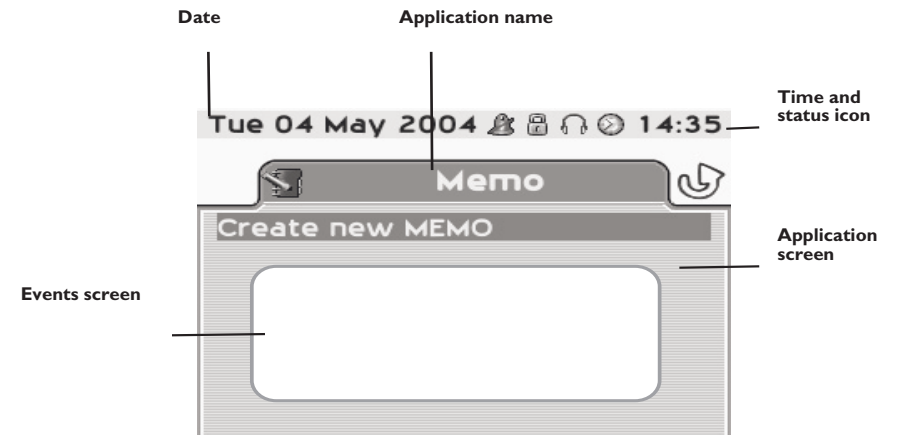 Date
Application name
Time and
status icon
Tue 04 May 2004 14:35
Memo
Create new MEMO
Application
screen
Events screen